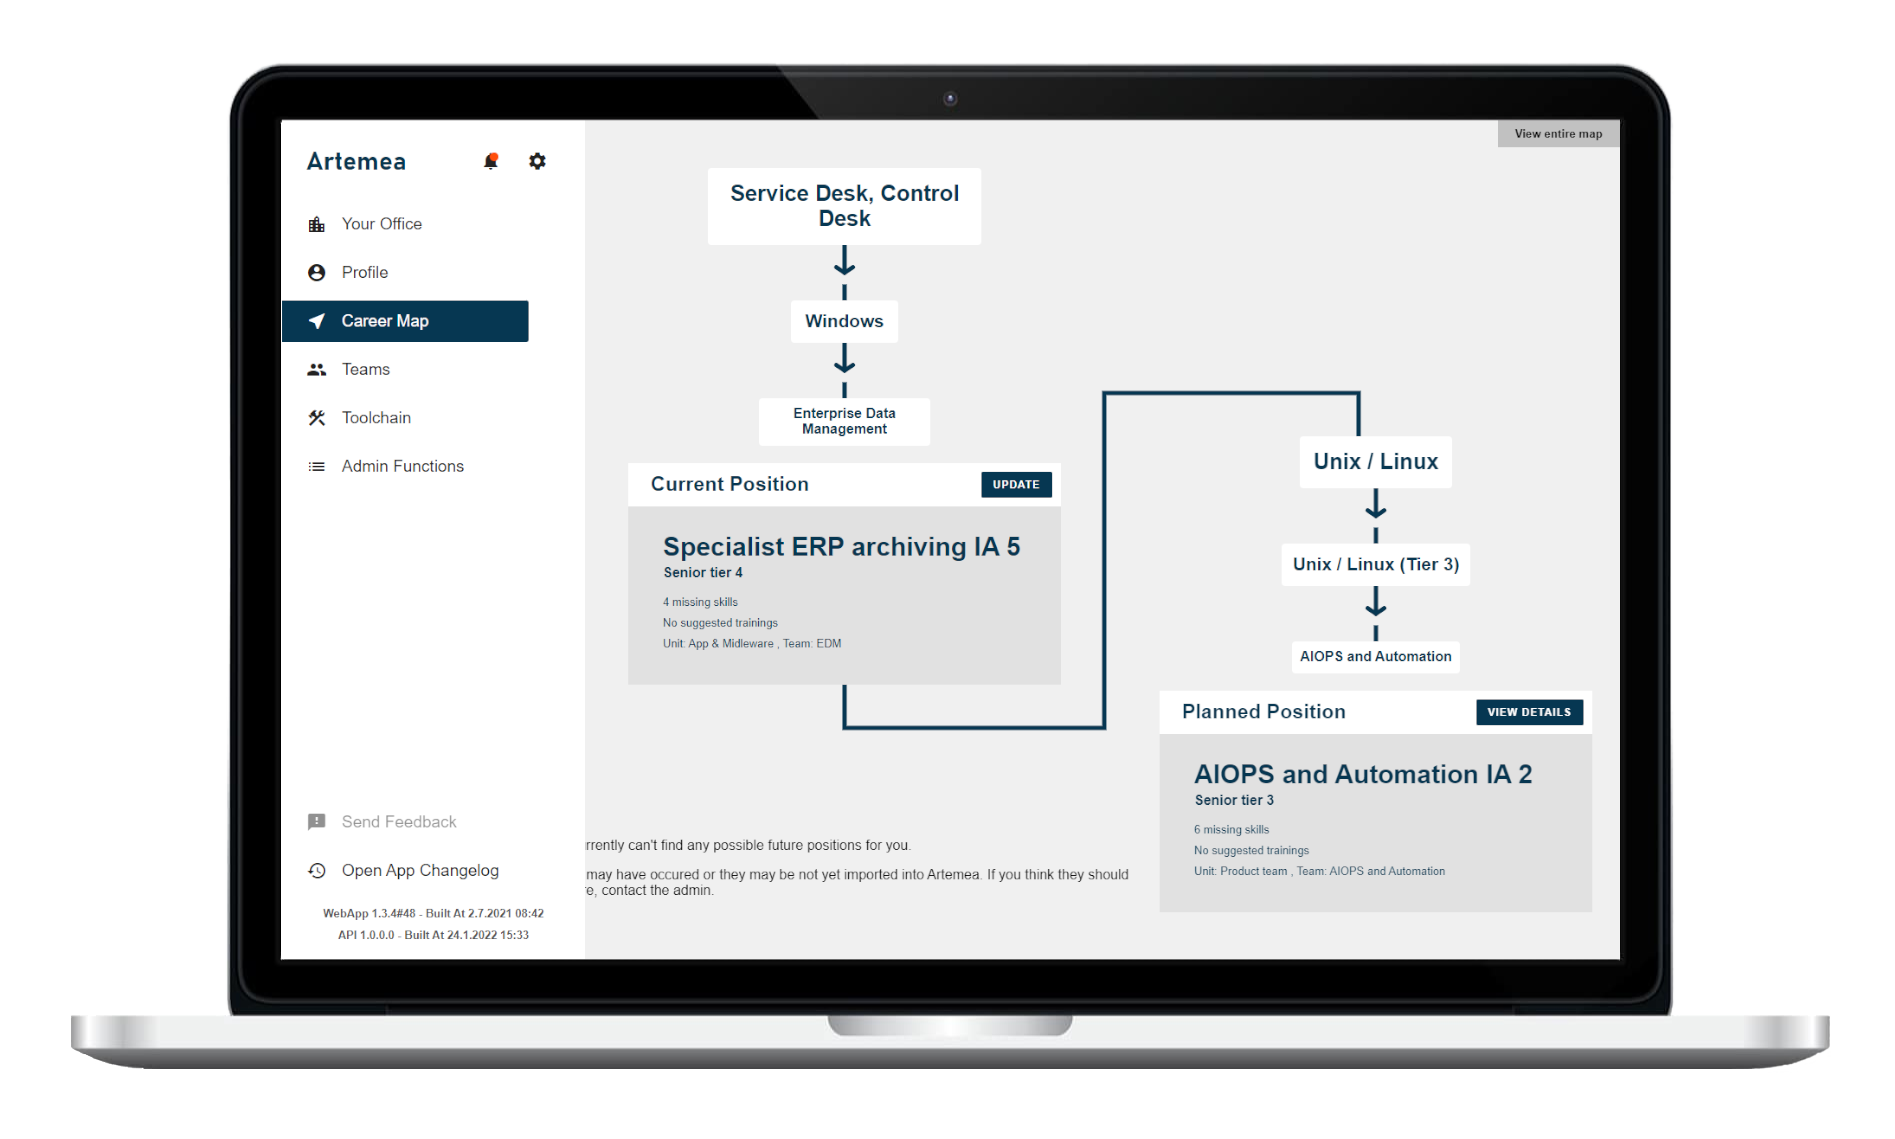 Artemea
Your Office
Profile
Career Map
Teams
Toolchain
Admin Functions
Send Feedback
Open App Changelog
WebApp 1.3.4#48 - Built At 2.7.2021 08:42
API 1.0.0.0 - Built At 24.1.2022 15:33
View entire map
Service Desk, Control
Desk
Windows
Enterprise Data
Management
Current Position
UPDATE
Specialist ERP archiving IA 5
Senior tier 4
4 missing skills
No suggested trainings
Unit: App & Midleware , Team: EDM
Unix / Linux
Unix / Linux (Tier 3)
AIOPS and Automation
Planned Position
VIEW DETAILS
AIOPS and Automation IA 2
Senior tier 3
6 missing skills
No suggested trainings
Unit: Product team , Team: AIOPS and Automation
rrently can't find any possible future positions for you.
may have occured or they may be not yet imported into Artemea. If you think they should
e, contact the admin.